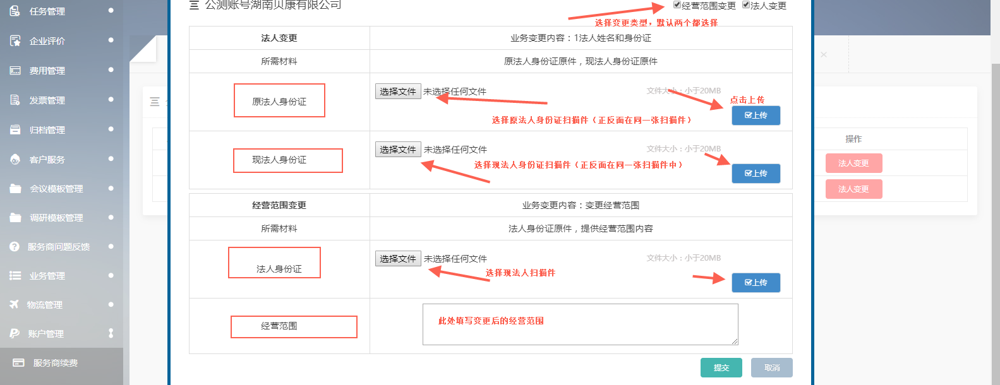 任务管理
企业评价
费用管理
发票管理
归档管理
客户服务
会议模板管理
调研模板管理
服务商问题反馈
业务管理
物流管理
账户管理
服务商续费
公测账号湖南贝康有限公司
经营范围变更 法人变更
选择变更类型，默认两个都选择
法人变更 业务变更内容：1法人姓名和身份证
所需材料 原法人身份证原件，现法人身份证原件
原法人身份证 选择文件 未选择任何文件 文件大小：小于20MB
点击上传
上传
选择原法人身份证扫描件（正反面在同一张扫描件）
现法人身份证 选择文件 未选择任何文件 文件大小：小于20MB
选择现法人身份证扫描件（正反面在同一张扫描件中）
上传
经营范围变更 业务变更内容：变更经营范围
所需材料 法人身份证原件，提供经营范围内容
法人身份证 选择文件 未选择任何文件 文件大小：小于20MB
选择现法人扫描件
上传
经营范围 此处填写变更后的经营范围
提交 取消
操作
法人变更
法人变更